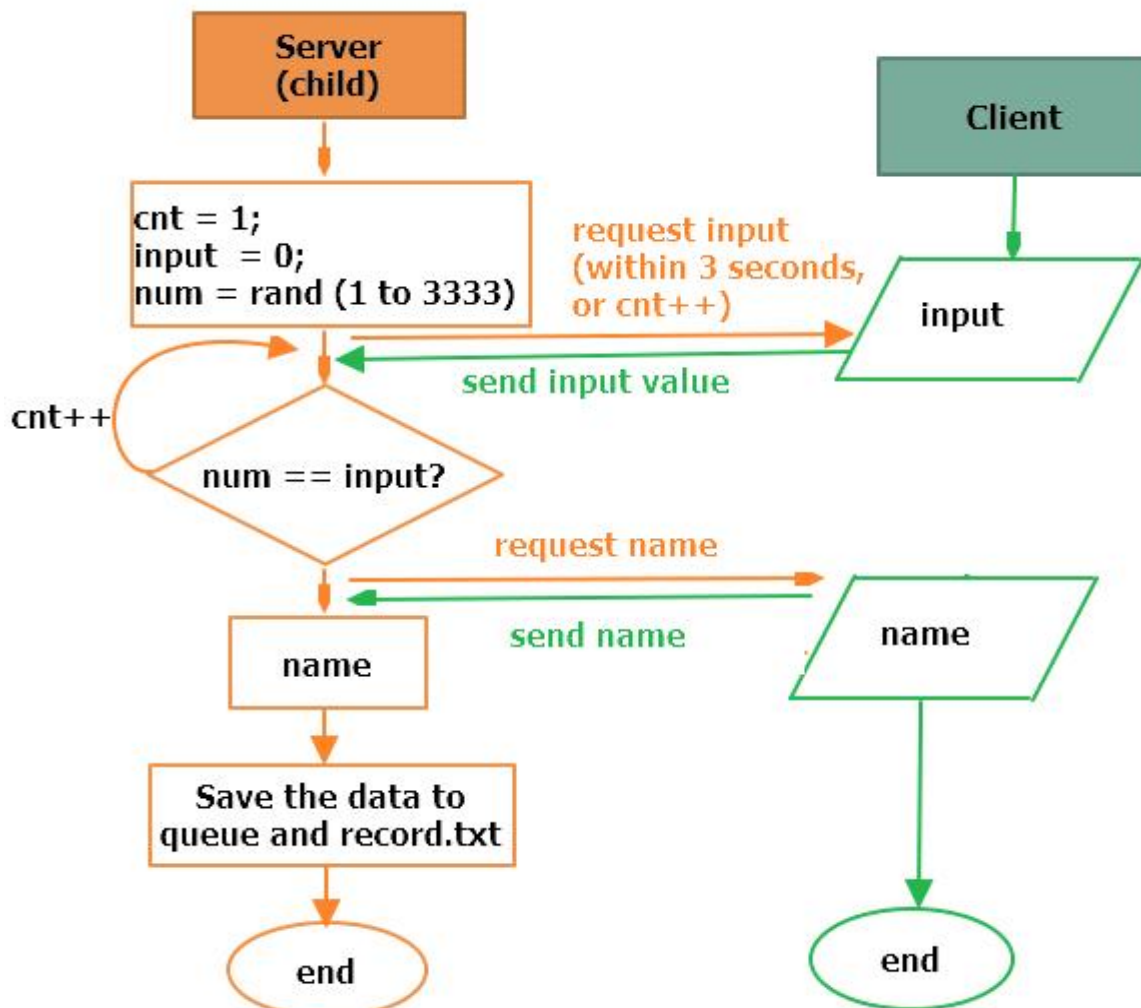 Server
(child)
Client
cnt = 1;
input  = 0;
num = rand (1 to 3333)
request input
(within 3 seconds,
or cnt++)
input
send input value
cnt++
num == input?
request name
send name
name
name
Save the data to
queue and record.txt
end
end